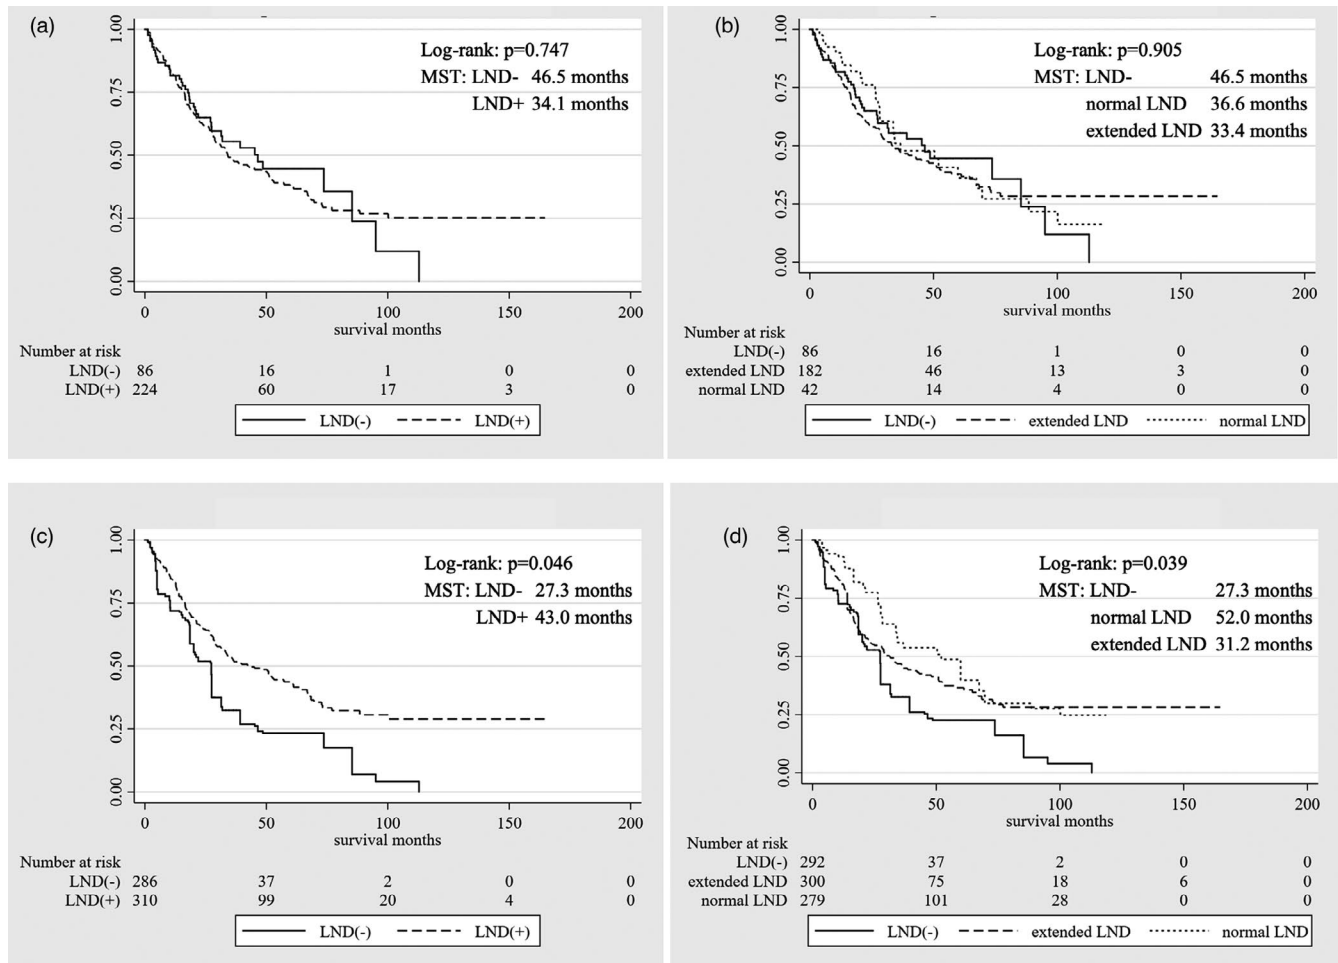 (a)
Log-rank: p=0.747
MST: LND- 46.5 months
LND+ 34.1 months
1.00
0.75
0.50
0.25
0.00
0 50 100 150 200
survival months
Number at risk
LND(-) 86 16 1 0 0
LND(+) 224 60 17 3 0
LND(-) LND(+)
(b)
Log-rank: p=0.905
MST: LND- 46.5 months
normal LND 36.6 months
extended LND 33.4 months
1.00
0.75
0.50
0.25
0.00
0 50 100 150 200
survival months
Number at risk
LND(-) 86 16 1 0 0
extended LND 182 46 13 3 0
normal LND 42 14 4 0 0
LND(-) extended LND normal LND
(c)
Log-rank: p=0.046
MST: LND- 27.3 months
LND+ 43.0 months
1.00
0.75
0.50
0.25
0.00
0 50 100 150 200
survival months
Number at risk
LND(-) 286 37 2 0 0
LND(+) 310 99 20 4 0
LND(-) LND(+)
(d)
Log-rank: p=0.039
MST: LND- 27.3 months
normal LND 52.0 months
extended LND 31.2 months
1.00
0.75
0.50
0.25
0.00
0 50 100 150 200
survival months
Number at risk
LND(-) 292 37 2 0 0
extended LND 300 75 18 6 0
normal LND 279 101 28 0 0
LND(-) extended LND normal LND